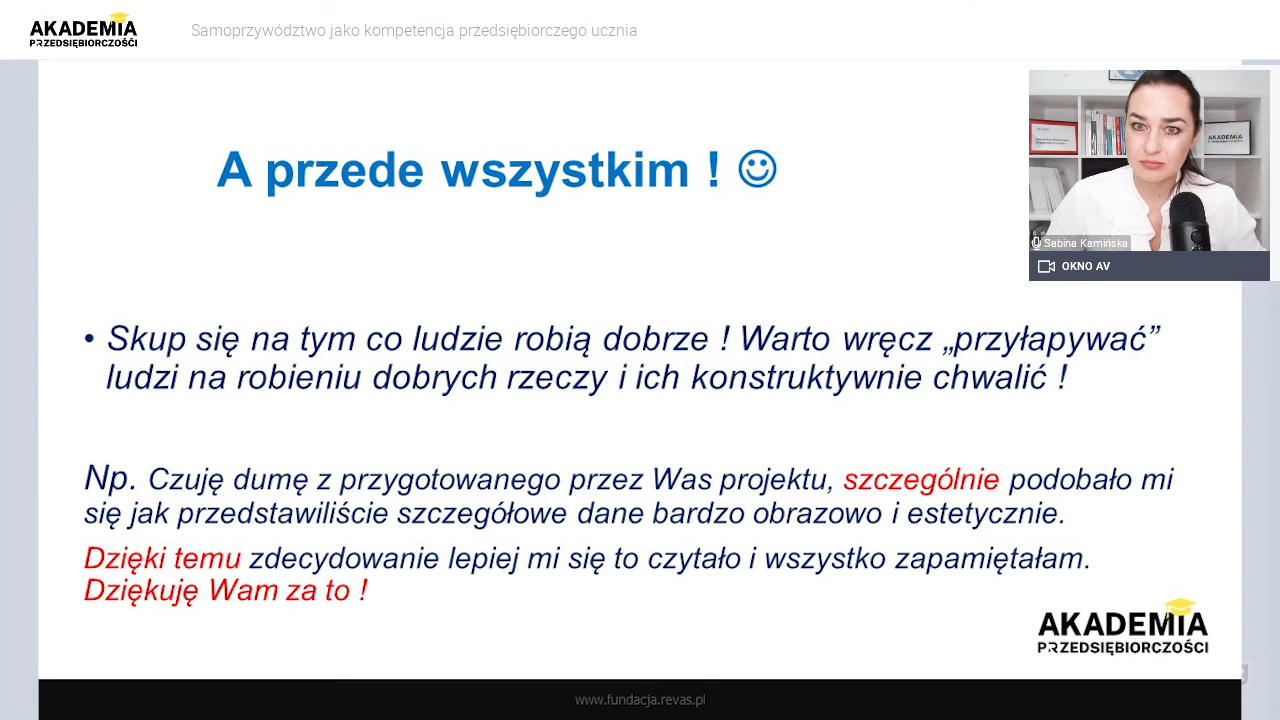 AKADEMIA
PRZEDSIĘBIORCZOŚCI
Samoprzywództwo jako kompetencja przedsiębiorczego ucznia
A przede wszystkim ! ☺
AKADEMIA
Sabina Kamińska
OKNO AV
• Skup się na tym co ludzie robią dobrze ! Warto wręcz „przyłapywać”
ludzi na robieniu dobrych rzeczy i ich konstruktywnie chwalić !
Np. Czuję dumę z przygotowanego przez Was projektu, szczególnie podobało mi
się jak przedstawiliście szczegółowe dane bardzo obrazowo i estetycznie.
Dzięki temu zdecydowanie lepiej mi się to czytało i wszystko zapamiętałam.
Dziękuję Wam za to !
AKADEMIA
PRZEDSIĘBIORCZOŚCI
www.fundacja.revas.pl